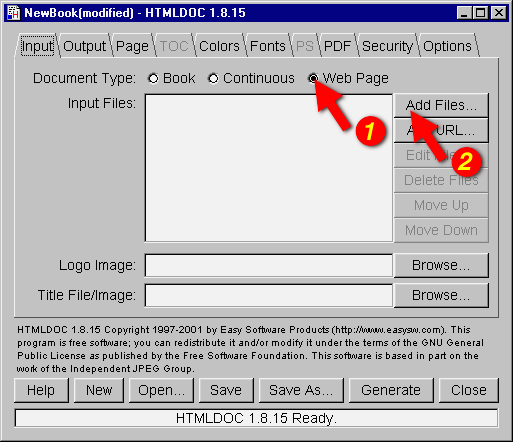 NewBook(modified) - HTMLDOC 1.8.15
Input Output Page TOC Colors Fonts PS PDF Security Options
Document Type: Book Continuous Web Page
Input Files:
Add Files...
1
URL...
2
Edit
Delete Files
Move Up
Move Down
Logo Image: Browse...
Title File/Image: Browse...
HTMLDOC 1.8.15 Copyright 1997-2001 by Easy Software Products (http://www.easysw.com). This
program is free software; you can redistribute it and/or modify it under the terms of the GNU General
Public License as published by the Free Software Foundation. This software is based in part on the
work of the Independent JPEG Group.
Help New Open... Save Save As... Generate Close
HTMLDOC 1.8.15 Ready.